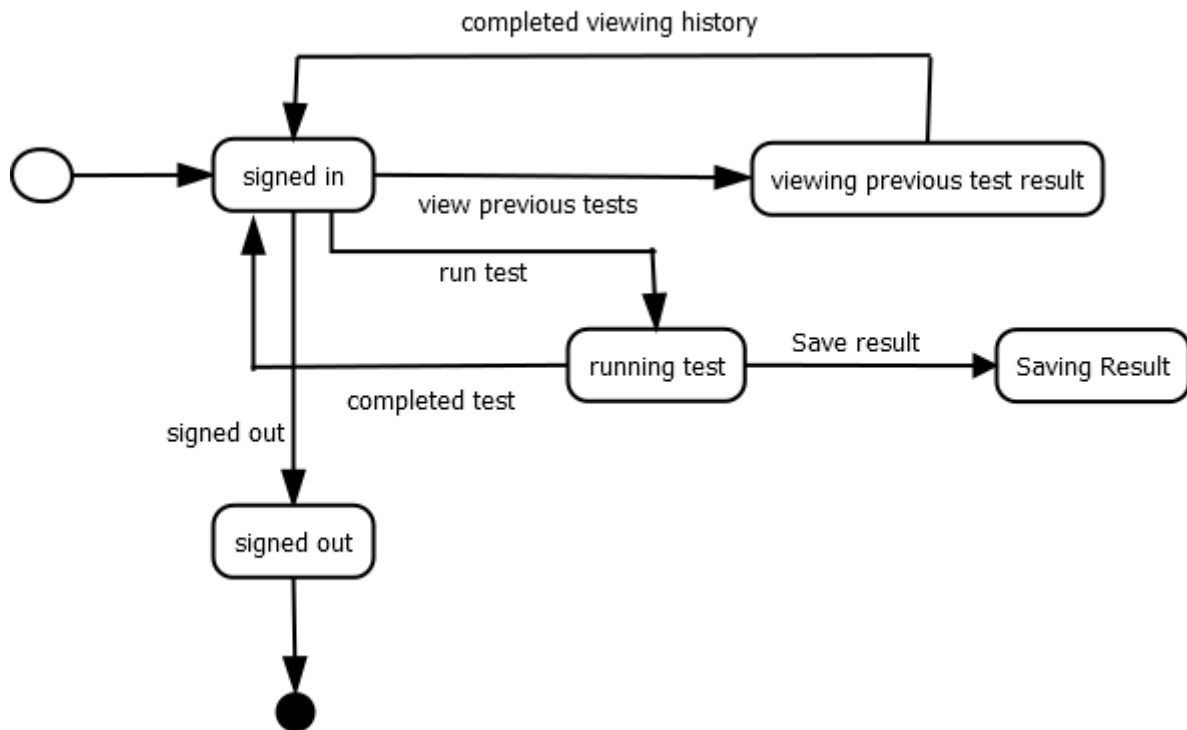 completed viewing history
signed in
viewing previous test result
view previous tests
run test
Save result
running test
Saving Result
completed test
signed out
signed out